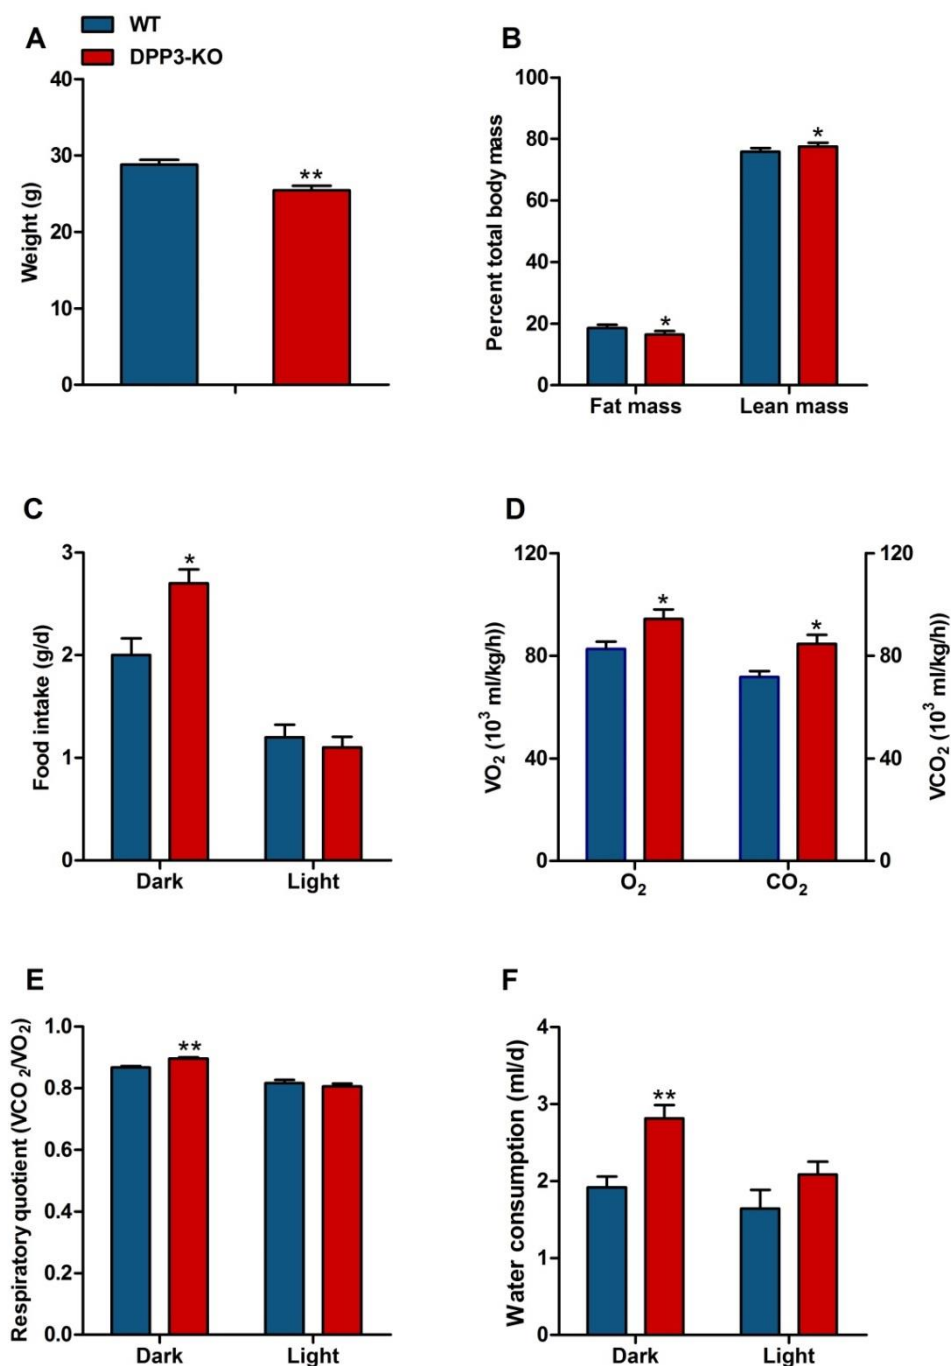 A
WT
DPP3-KO
Weight (g)
40
30
20
**
10
0
B
Percent total body mass
100
80
*
60
40
20
*
0
Fat mass Lean mass
C
Food intake (g/d)
3
*
2
1
0
Dark Light
D
VO₂ (10³ ml/kg/h))
120
*
*
80
40
0
O₂ CO₂
120
80
40
0
VCO₂ (10³ ml/kg/h))
E
Respiratory quotient (VCO₂/VO₂)
1.0
**
0.8
0.6
0.4
0.2
0.0
Dark Light
F
Water consumption (ml/d)
4
3
**
2
1
0
Dark Light